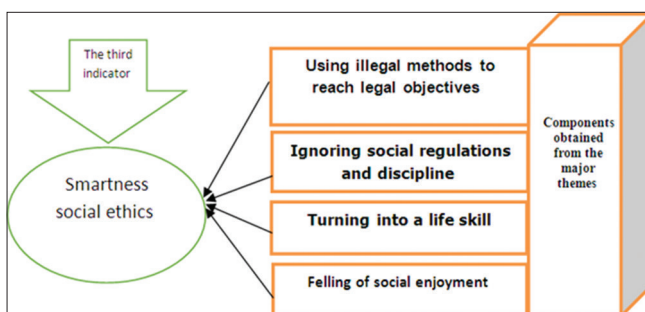 The third
indicator
Smartness
social ethics
Using illegal methods to
reach legal objectives
Ignoring social regulations
and discipline
Turning into a life skill
Felling of social enjoyment
Components
obtained
from the
major
themes